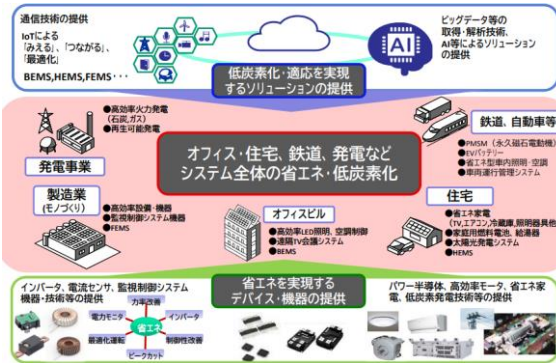 通信技術の提供
IoTによる
「みえる」、「つながる」、
「最適化」
BEMS,HEMS,FEMS・・・
AI
ビッグデータ等の
取得・解析技術、
AI等によるソリューション
の提供
低炭素化・適応を実現
するソリューションの提供
●高効率火力発電
(石炭,ガス)
●再生可能発電
発電事業
オフィス・住宅、鉄道、発電など
システム全体の省エネ・低炭素化
鉄道、自動車等
●PMSM（永久磁石電動機）
●EVバッテリー
●省エネ型車内照明・空調
●車両運行管理システム
製造業
(モノづくり)
●高効率設備・機器
●監視制御システム機器
●FEMS
オフィスビル
●高効率LED照明、空調制御
●遠隔TV会議システム
●BEMS
住宅
●省エネ家電
(TV,エアコン,冷蔵庫,照明器具他)
●家庭用燃料電池、給湯器
●太陽光発電システム
●HEMS
インバータ、電流センサ、監視制御システム
機器・技術等の提供
省エネを実現する
デバイス・機器の提供
パワー半導体、高効率モータ、省エネ家
電、低炭素発電技術等の提供
力率改善
電力モニタ
インバータ
省エネ
最適化運転
制御性改善
ピークカット